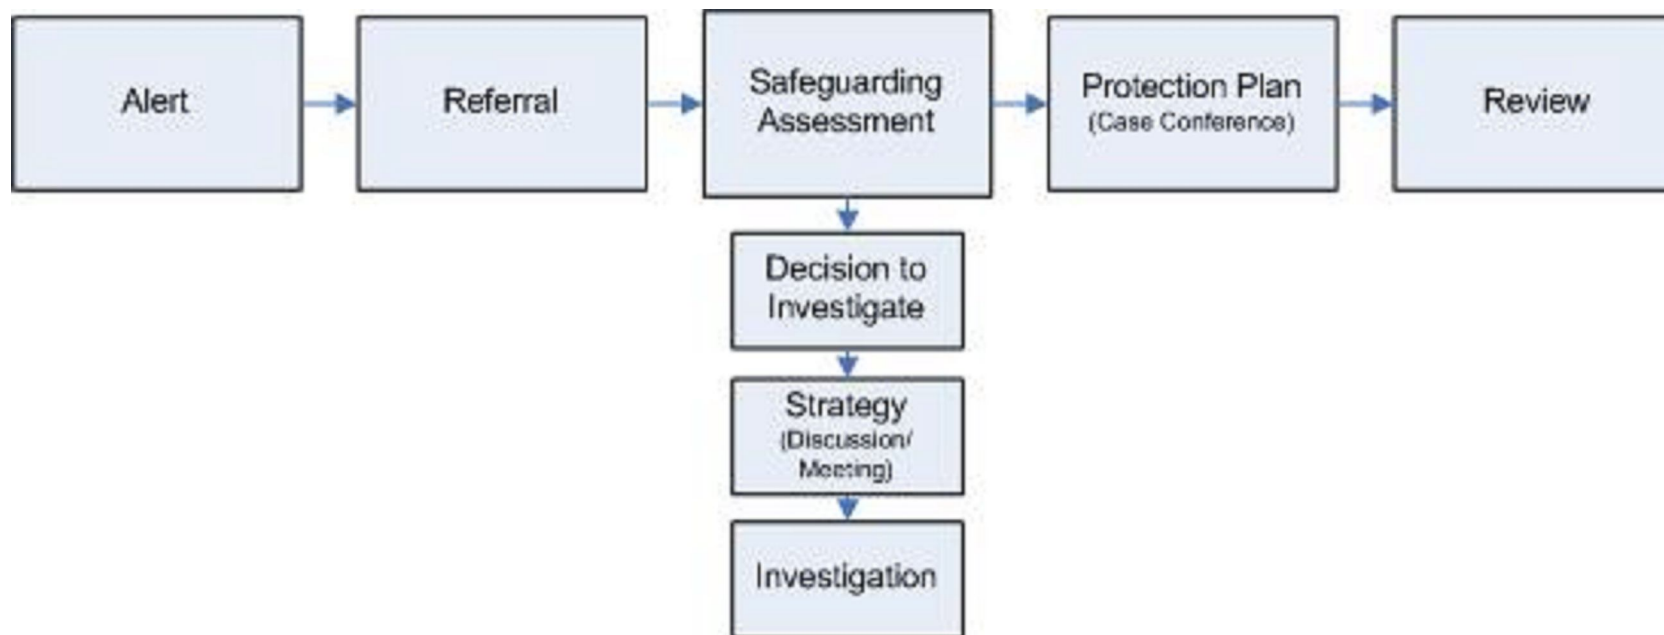 Alert
Referral
Safeguarding
Assessment
Protection Plan
(Case Conference)
Review
Decision to
Investigate
Strategy
(Discussion/
Meeting)
Investigation